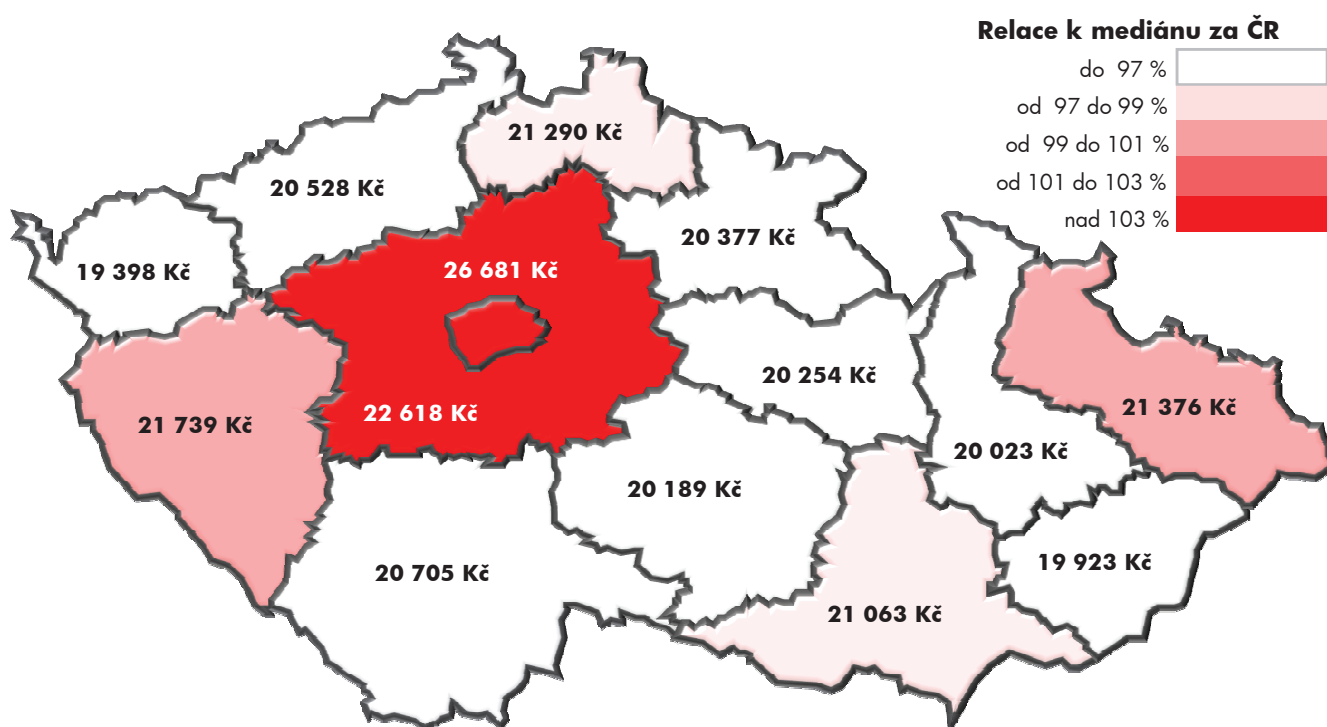 Relace k mediánu za ČR
do 97 %
od 97 do 99 %
od 99 do 101 %
od 101 do 103 %
nad 103 %
21 290 Kč
20 528 Kč
20 377 Kč
19 398 Kč
26 681 Kč
20 254 Kč
21 739 Kč
22 618 Kč
21 376 Kč
20 023 Kč
20 189 Kč
19 923 Kč
20 705 Kč
21 063 Kč